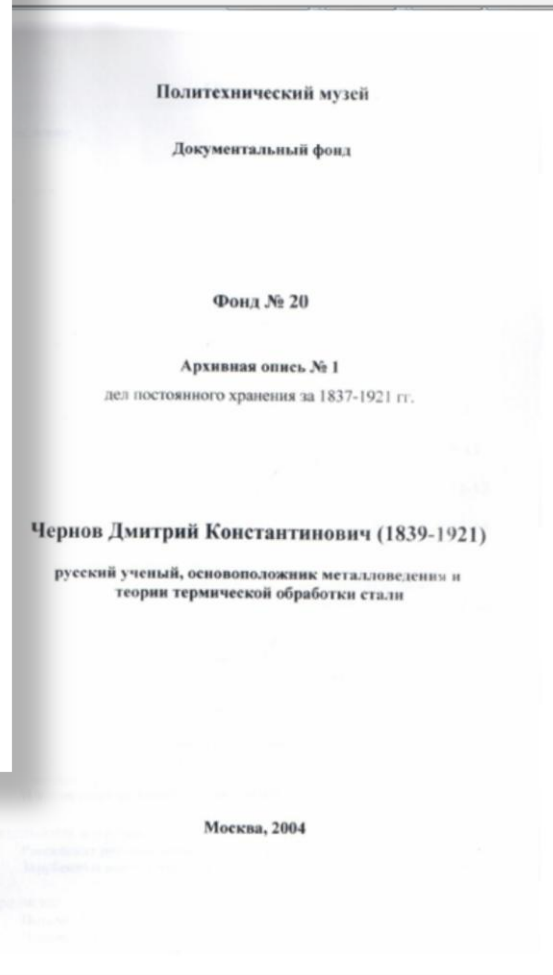 Политехнический музей
Документальный фонд
Фонд № 20
Архивная опись № 1
дел постоянного хранения за 1837-1921 гг.
Чернов Дмитрий Константинович (1839-1921)
русский ученый, основоположник металловедения и
теории термической обработки стали
Москва, 2004